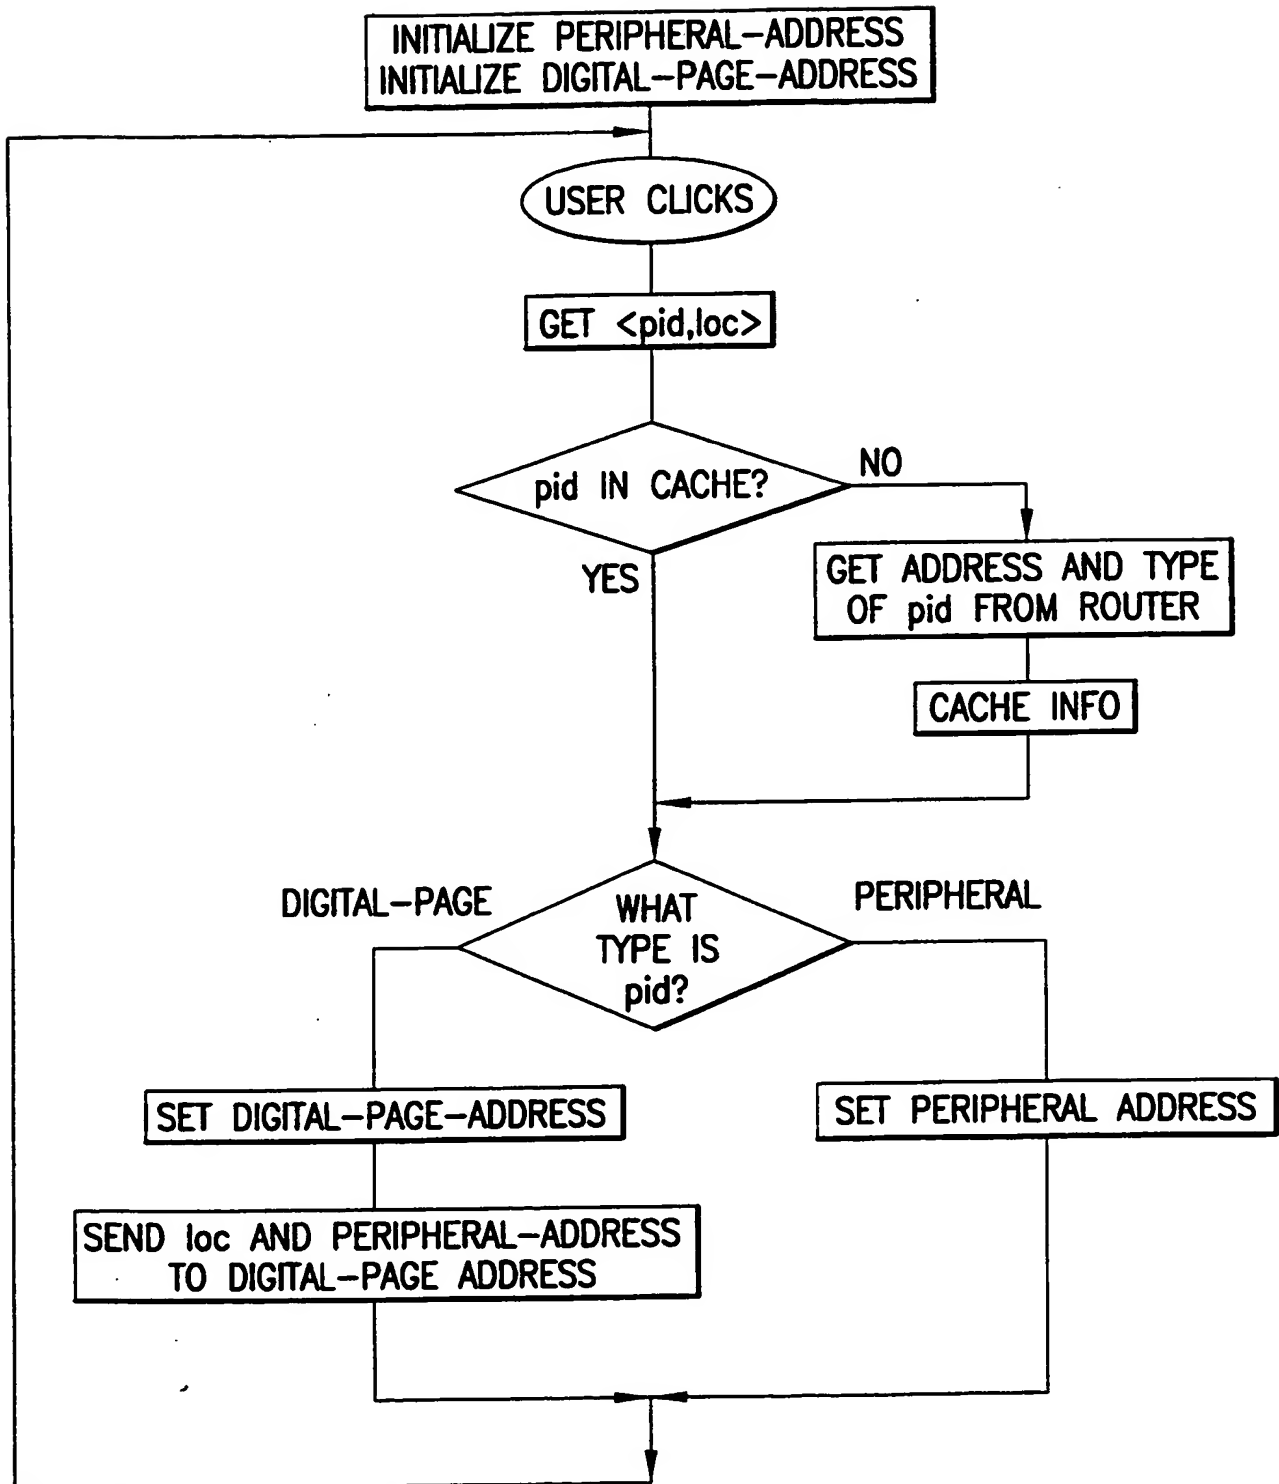 INITIALIZE PERIPHERAL-ADDRESS
INITIALIZE DIGITAL-PAGE-ADDRESS
USER CLICKS
GET <pid,loc>
pid IN CACHE?
NO
YES
GET ADDRESS AND TYPE
OF pid FROM ROUTER
CACHE INFO
DIGITAL-PAGE
WHAT
TYPE IS
pid?
PERIPHERAL
SET DIGITAL-PAGE-ADDRESS
SET PERIPHERAL ADDRESS
SEND loc AND PERIPHERAL-ADDRESS
TO DIGITAL-PAGE ADDRESS